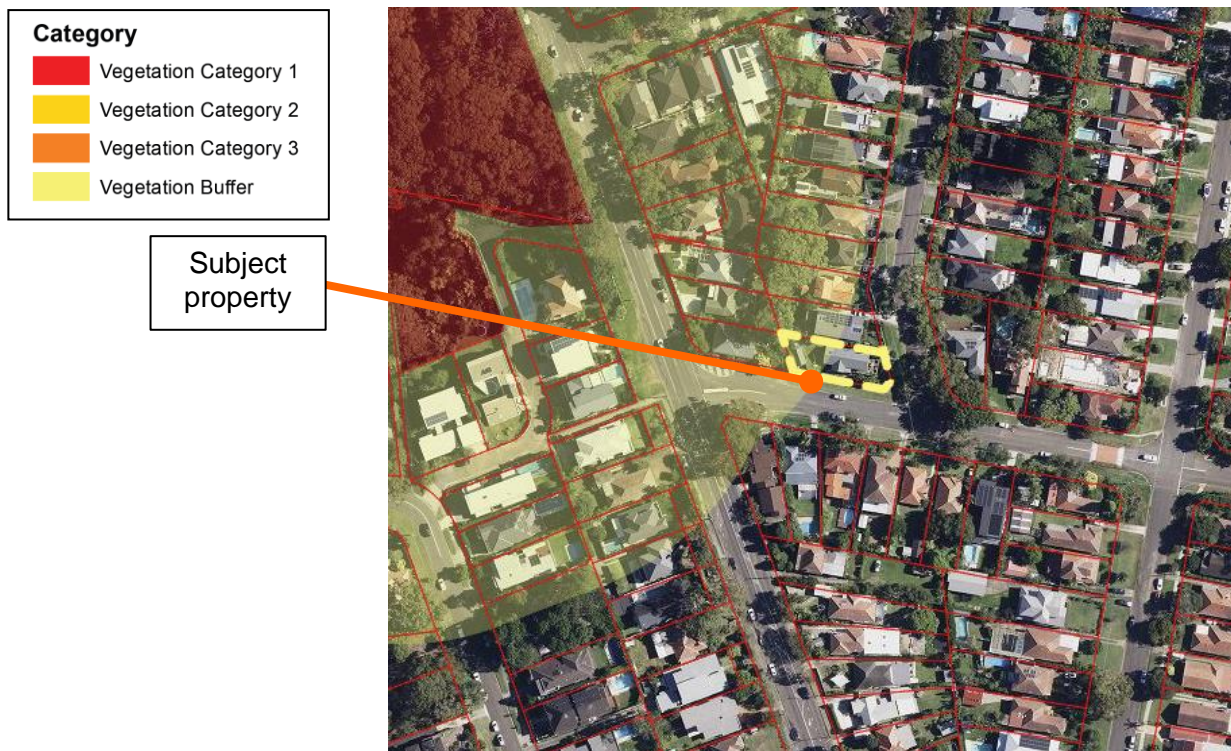 Category
Vegetation Category 1
Vegetation Category 2
Vegetation Category 3
Vegetation Buffer
Subject
property